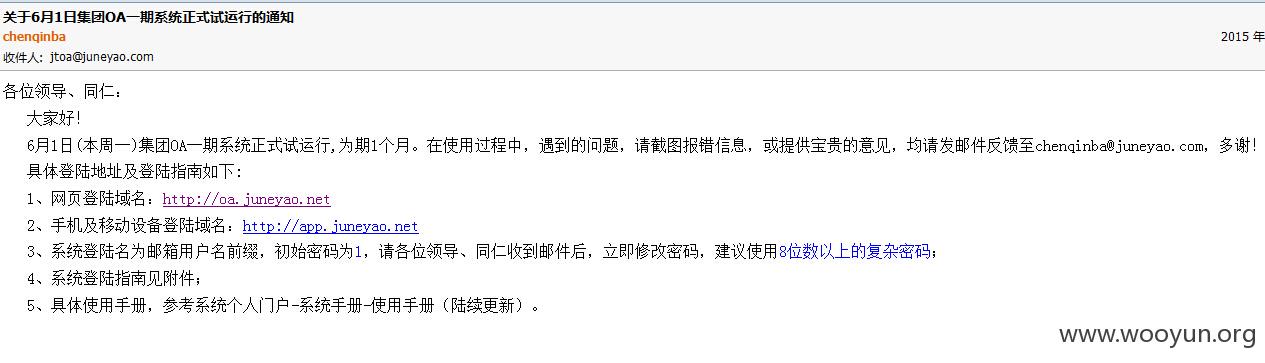 关于6月1日集团OA一期系统正式试运行的通知
chenqinba
2015 年
收件人: jtoa@juneyao.com
各位领导、同仁:
大家好!
6月1日(本周一)集团OA一期系统正式试运行,为期1个月。在使用过程中，遇到的问题，请截图报错信息，或提供宝贵的意见，均请发邮件反馈至chenqinba@juneyao.com，多谢!
具体登陆地址及登陆指南如下:
1、网页登陆域名：http://oa.juneyao.net
2、手机及移动设备登陆域名：http://app.juneyao.net
3、系统登陆名为邮箱用户名前缀，初始密码为1，请各位领导、同仁收到邮件后，立即修改密码，建议使用8位数以上的复杂密码；
4、系统登陆指南见附件；
5、具体使用手册，参考系统个人门户-系统手册-使用手册（陆续更新）。
www.wooyun.org